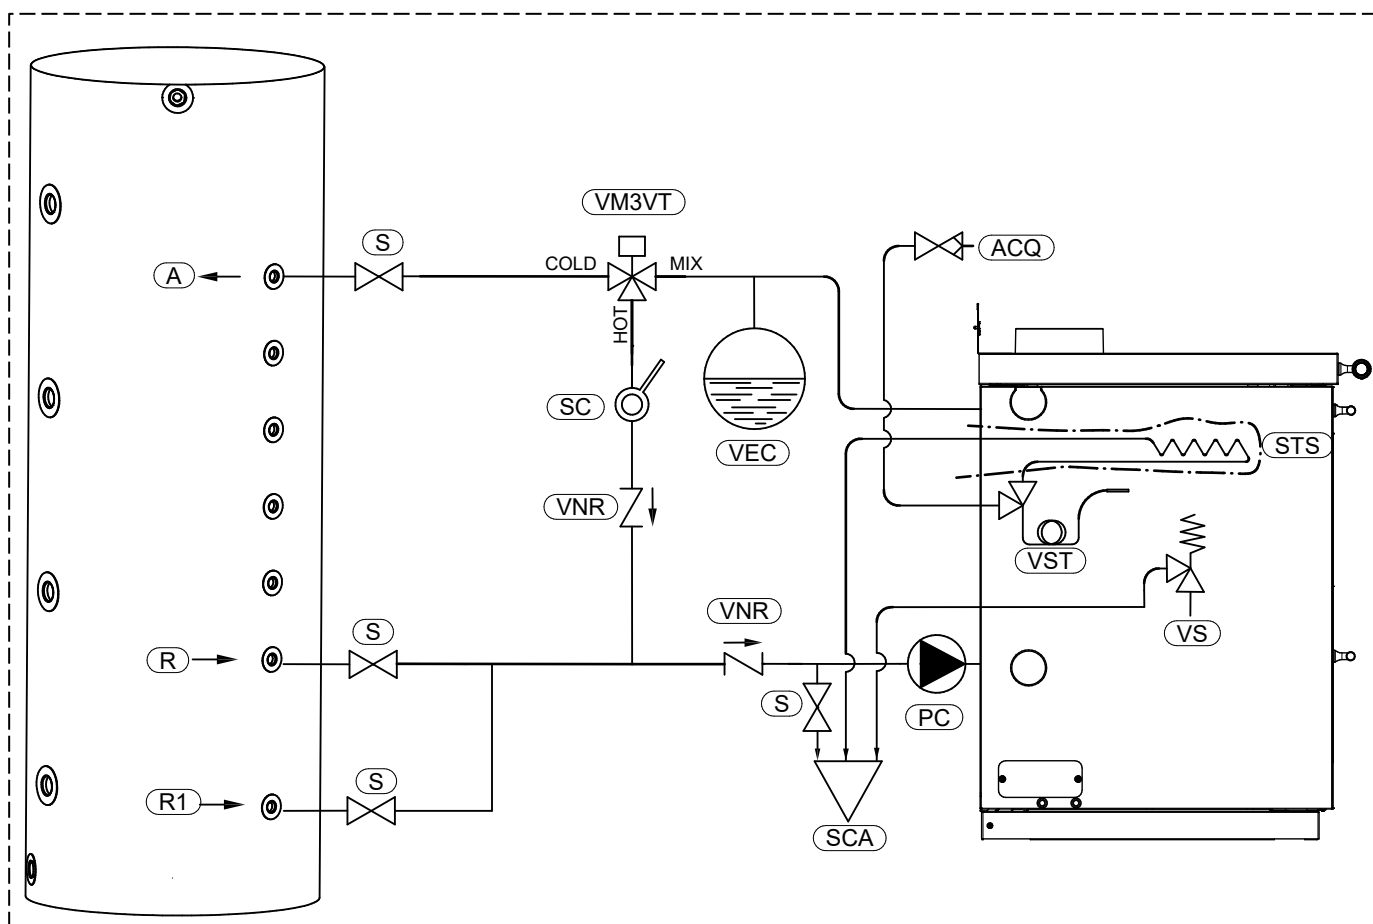 VM3VT
S
ACQ
A
COLD
MIX
HOT
SC
VEC
STS
VNR
VST
VNR
S
R
VS
S
PC
S
R1
SCA